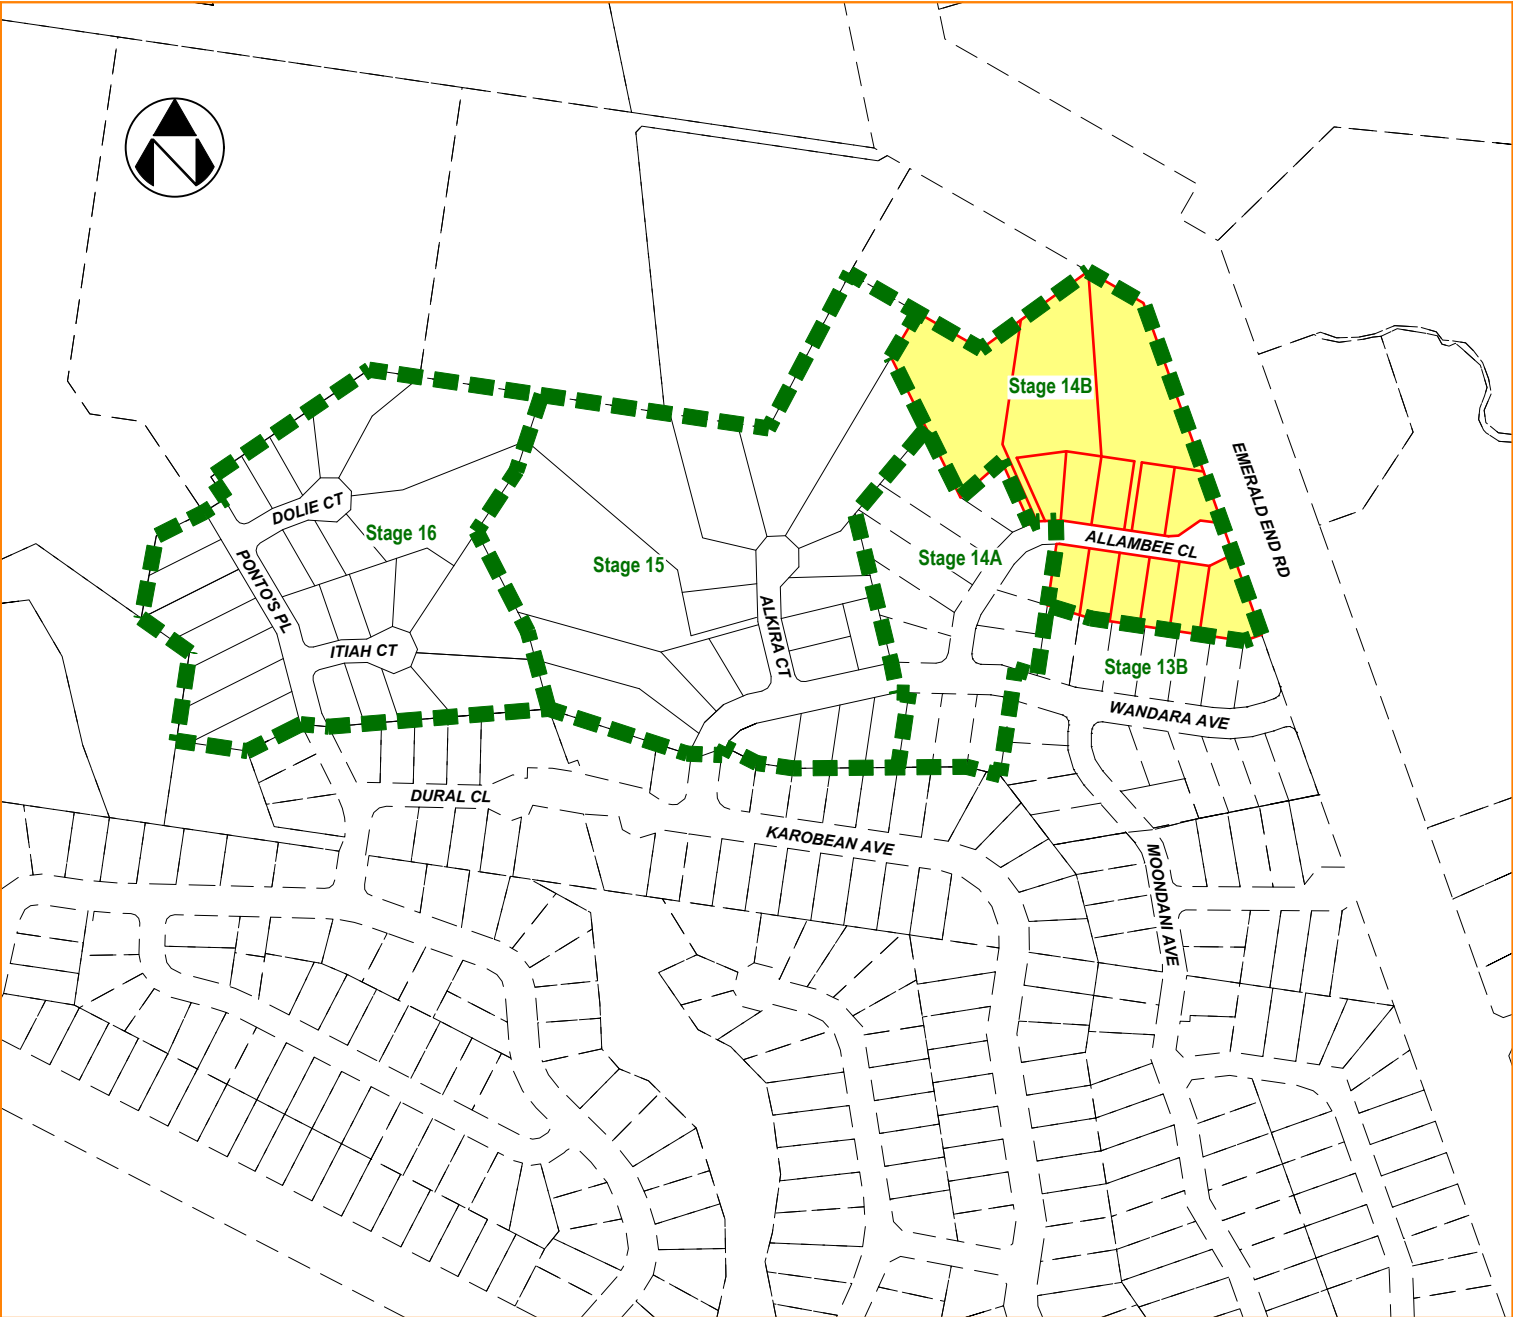 N
Stage 14B
EMERALD END RD
DOLIE CT
Stage 16
ALLAMBEE CL
Stage 14A
Stage 15
PONTO'S PL
ALKIRA CT
ITIAH CT
Stage 13B
WANDARA AVE
DURAL CL
KAROBEAN AVE
MOONDANI AVE